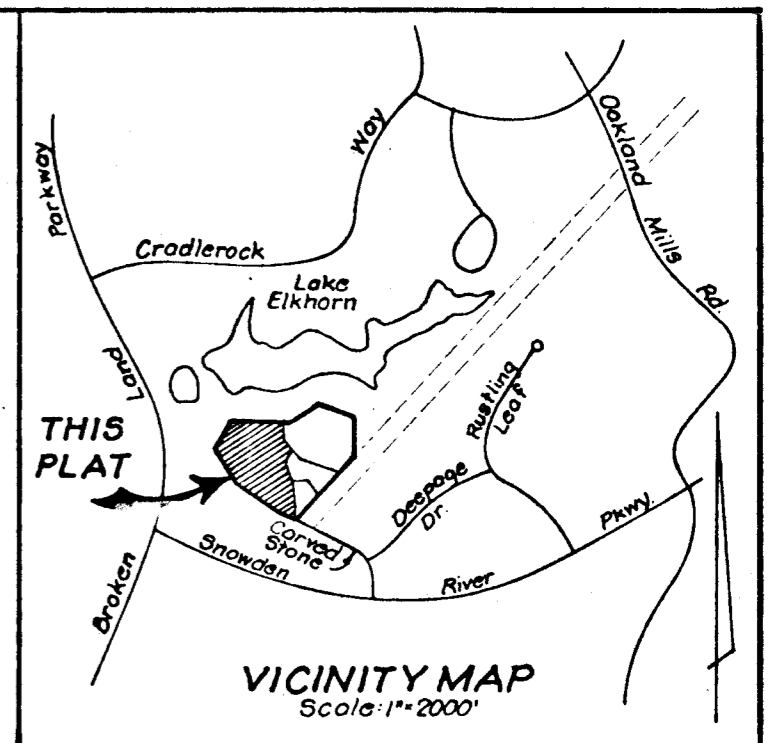 Oakland
Mills
Rd.
Way
Parkway
Cradlerock
Lake
Elkhorn
Land
Rustling
Leaf
THIS
PLAT
Deepage
Dr.
Pkwy.
Carved
Stone
Snowden
River
Broken
VICINITY MAP
Scale: 1"= 2000'